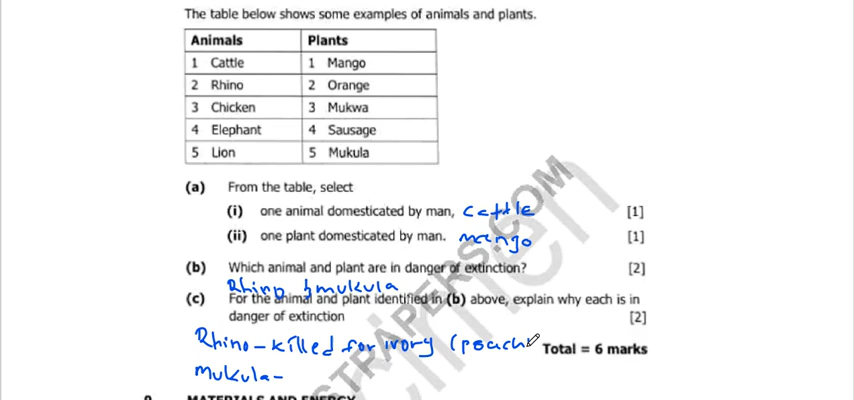 The table below shows some examples of animals and plants.
Animals Plants
1 Cattle 1 Mango
2 Rhino 2 Orange
3 Chicken 3 Mukwa
4 Elephant 4 Sausage
5 Lion 5 Mukula
(a) From the table, select
(i) one animal domesticated by man, cattle [1]
(ii) one plant domesticated by man. mango [1]
(b) Which animal and plant are in danger of extinction? [2]
Rhino & mukula
(c) For the animal and plant identified in (b) above, explain why each is in
danger of extinction [2]
Rhino - killed for ivory (poach Total = 6 marks
mukula -
STRAPERS.COM
MATERIALS AND ENERGY